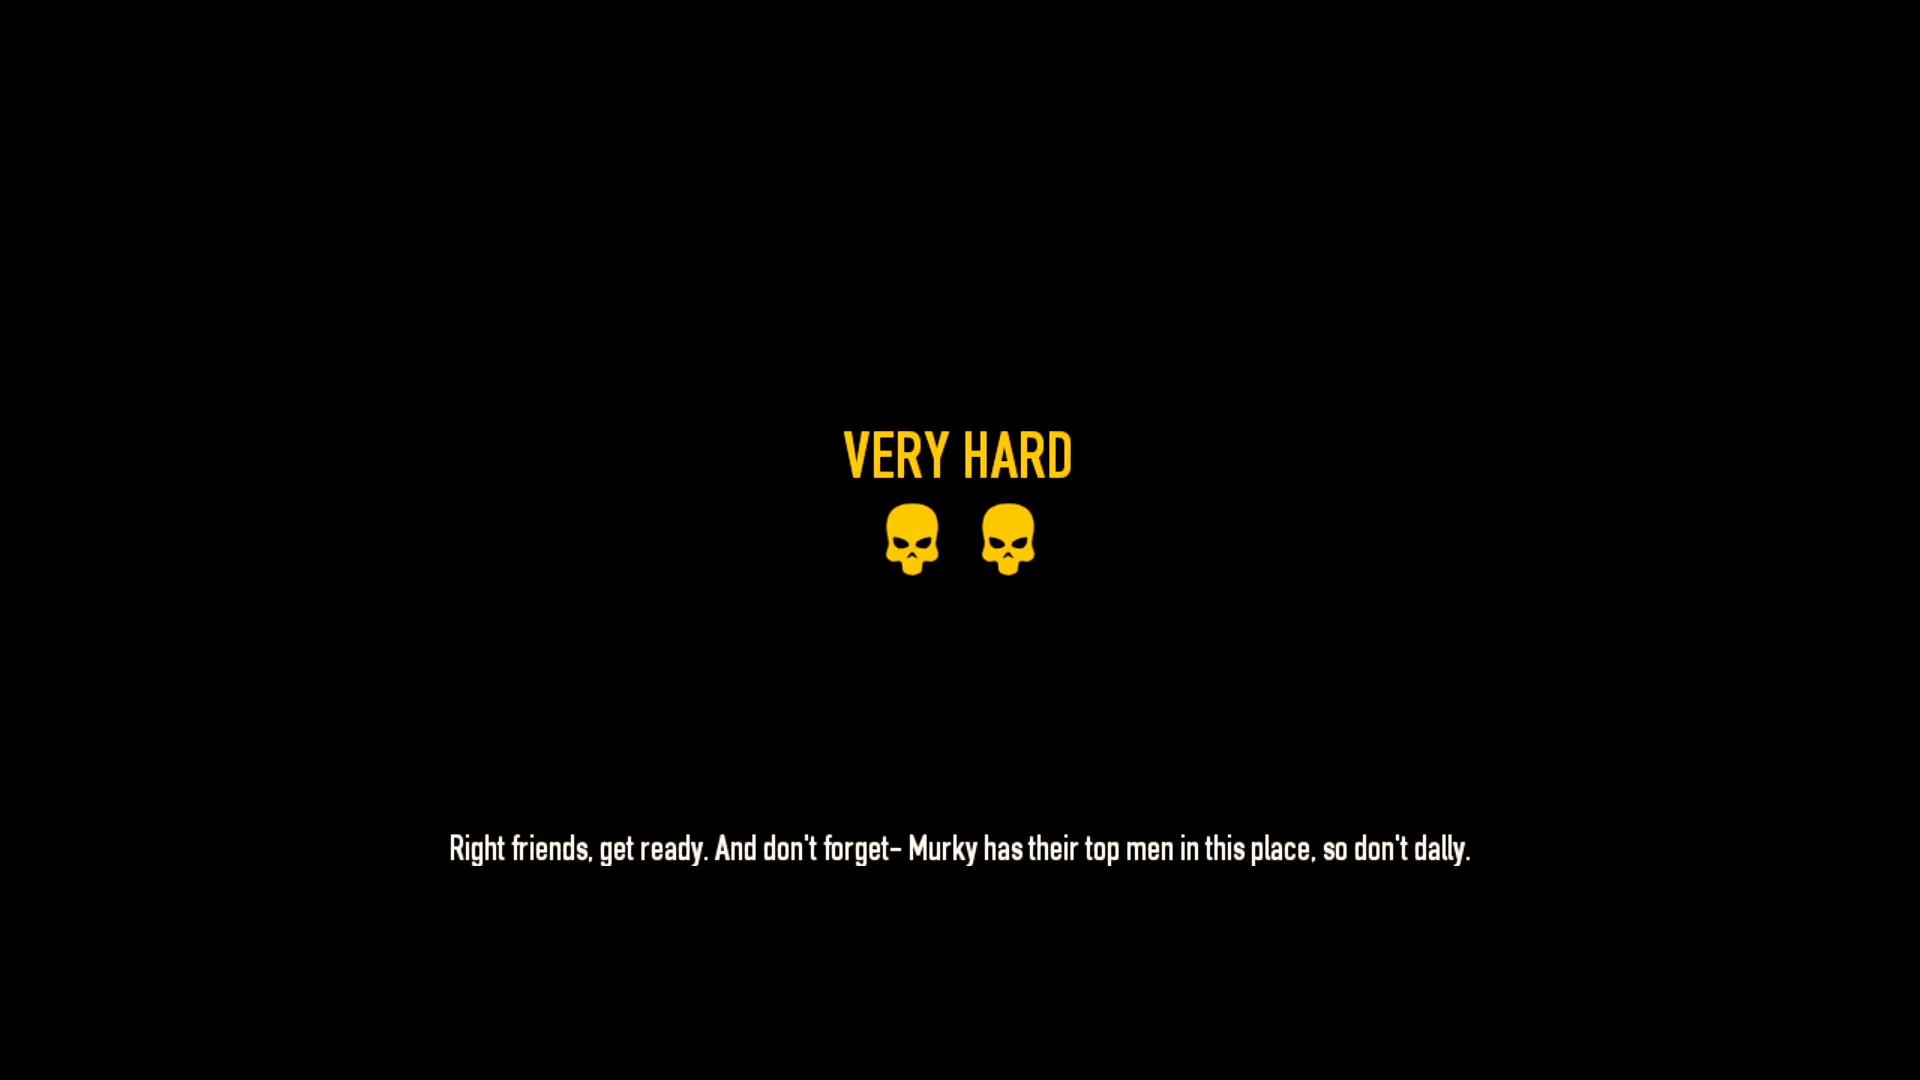 VERY HARD
Right friends, get ready. And don't forget- Murky has their top men in this place, so don't dally.